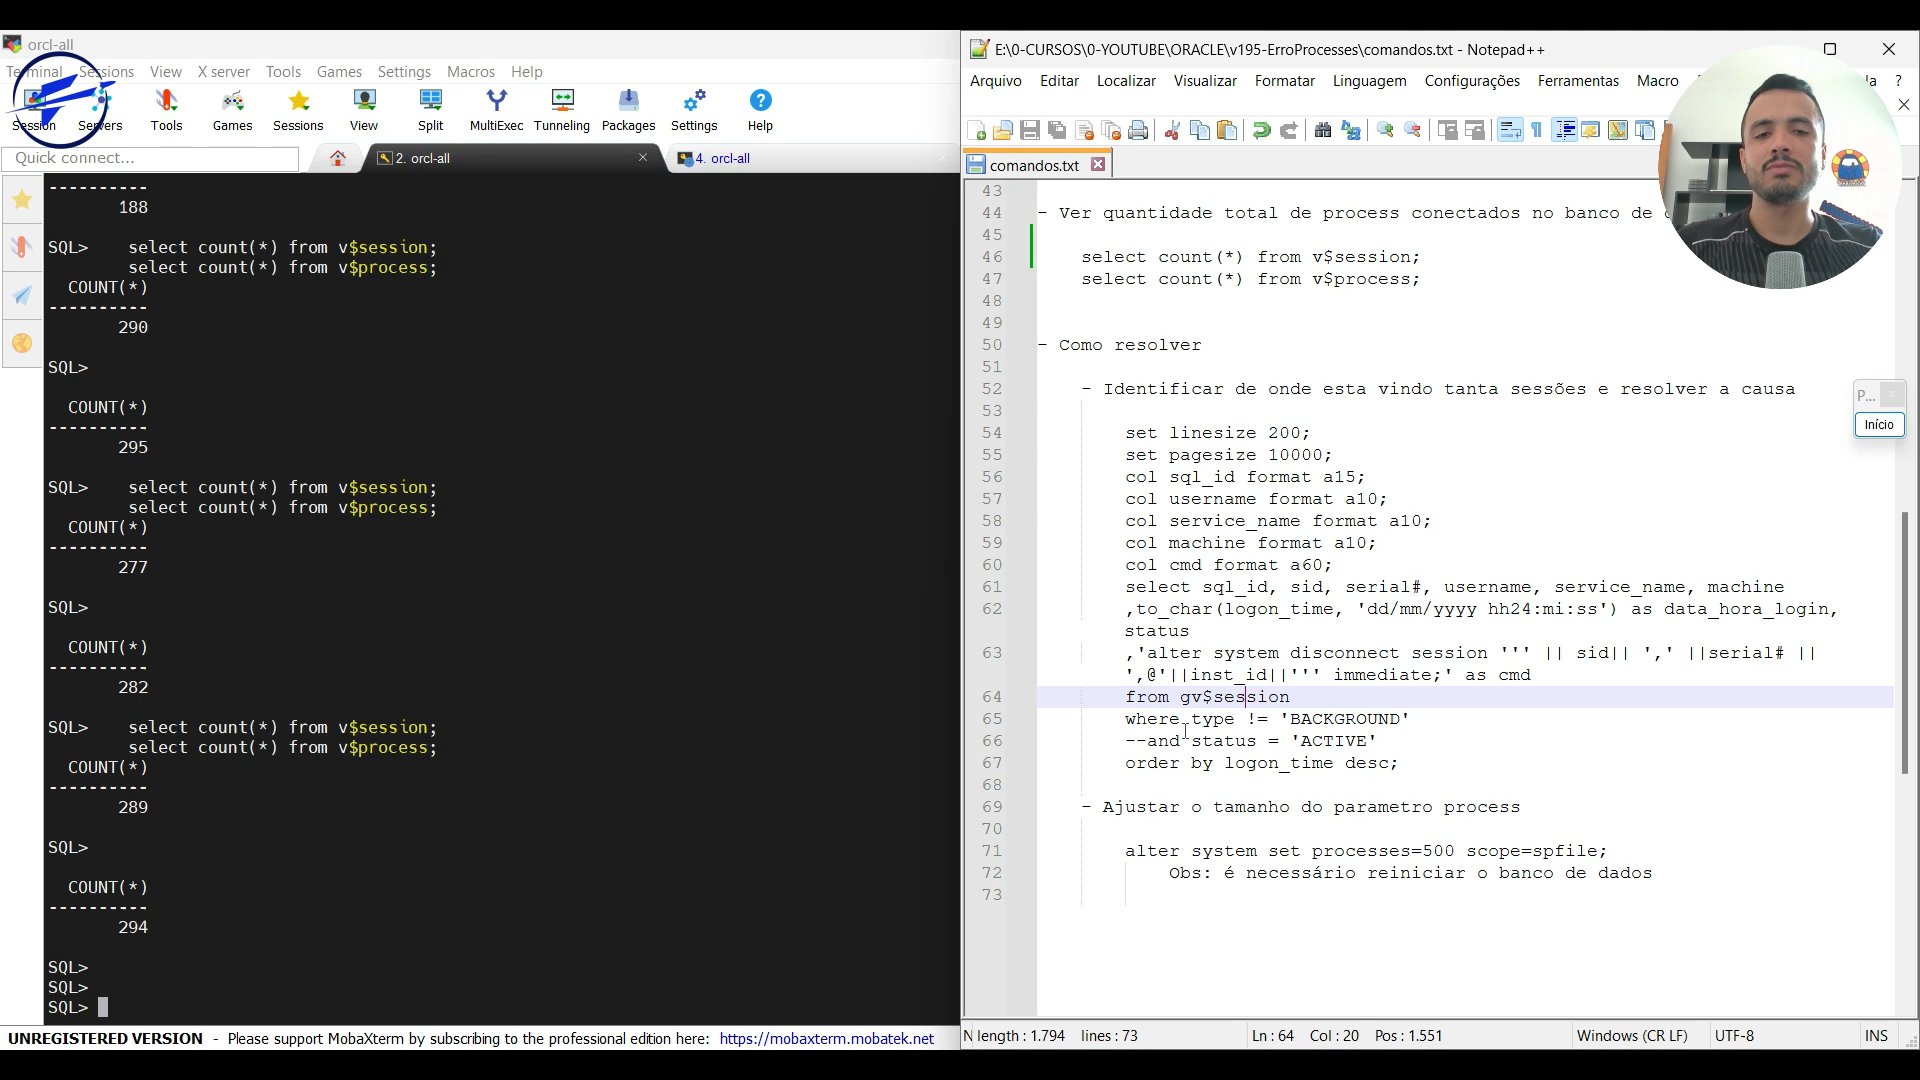 orcl-all
Terminal Sessions View X server Tools Games Settings Macros Help
Session Servers Tools Games Sessions View Split MultiExec Tunneling Packages Settings Help
Quick connect...
2. orcl-all
4. orcl-all
----------
188
SQL> select count(*) from v$session;
select count(*) from v$process;
COUNT(*)
----------
290
SQL>
COUNT(*)
----------
295
SQL> select count(*) from v$session;
select count(*) from v$process;
COUNT(*)
----------
277
SQL>
COUNT(*)
----------
282
SQL> select count(*) from v$session;
select count(*) from v$process;
COUNT(*)
----------
289
SQL>
COUNT(*)
----------
294
SQL>
SQL>
SQL>
UNREGISTERED VERSION - Please support MobaXterm by subscribing to the professional edition here: https://mobaxterm.mobatek.net
E:\0-CURSOS\0-YOUTUBE\ORACLE\v195-ErroProcesses\comandos.txt - Notepad++
Arquivo Editar Localizar Visualizar Formatar Linguagem Configurações Ferramentas Macro ?
comandos.txt
43
44 - Ver quantidade total de process conectados no banco de
45
46 select count(*) from v$session;
47 select count(*) from v$process;
48
49
50 - Como resolver
51
52 - Identificar de onde esta vindo tanta sessões e resolver a causa
53
54 set linesize 200;
55 set pagesize 10000;
56 col sql_id format a15;
57 col username format a10;
58 col service_name format a10;
59 col machine format a10;
60 col cmd format a60;
61 select sql_id, sid, serial#, username, service_name, machine
62 ,to_char(logon_time, 'dd/mm/yyyy hh24:mi:ss') as data_hora_login,
status
63 ,'alter system disconnect session ''' || sid|| ',' ||serial# ||
',@'||inst_id||''' immediate;' as cmd
64 from gv$session
65 where type != 'BACKGROUND'
66 --and status = 'ACTIVE'
67 order by logon_time desc;
68
69 - Ajustar o tamanho do parametro process
70
71 alter system set processes=500 scope=spfile;
72 Obs: é necessário reiniciar o banco de dados
73
P...
Início
N length : 1.794 lines : 73 Ln : 64 Col : 20 Pos : 1.551 Windows (CR LF) UTF-8 INS